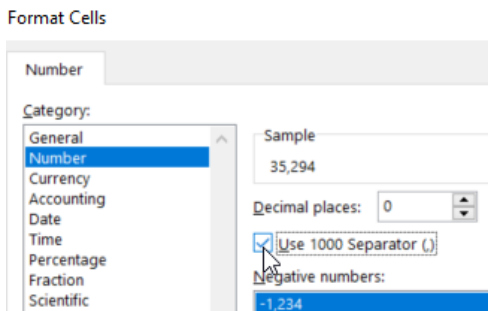 Format Cells
Number
Category:
General
Number
Currency
Accounting
Date
Time
Percentage
Fraction
Scientific
Sample
35,294
Decimal places: 0
Use 1000 Separator (,)
Negative numbers:
-1,234